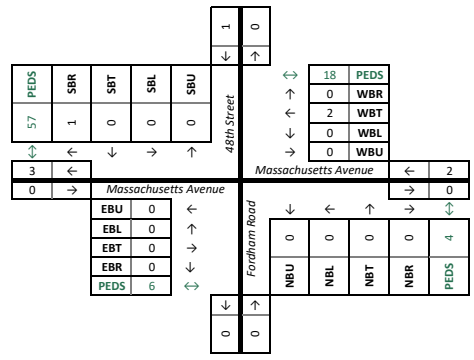 1 0
↓ ↑
PEDS SBR SBT SBL SBU
57 1 0 0 0
↕ ← ↓ → ↑
48th Street
↔ 18 PEDS
↑ 0 WBR
← 2 WBT
↓ 0 WBL
→ 0 WBU
3 ←
Massachusetts Avenue ← 2
0 → Massachusetts Avenue
→ 0
EBU 0 ←
EBL 0 ↑
EBT 0 →
EBR 0 ↓
PEDS 6 ↔
Fordham Road
↓ ← ↑ → ↕
0 0 0 0 4
NBU NBL NBT NBR PEDS
↓ ↑
0 0